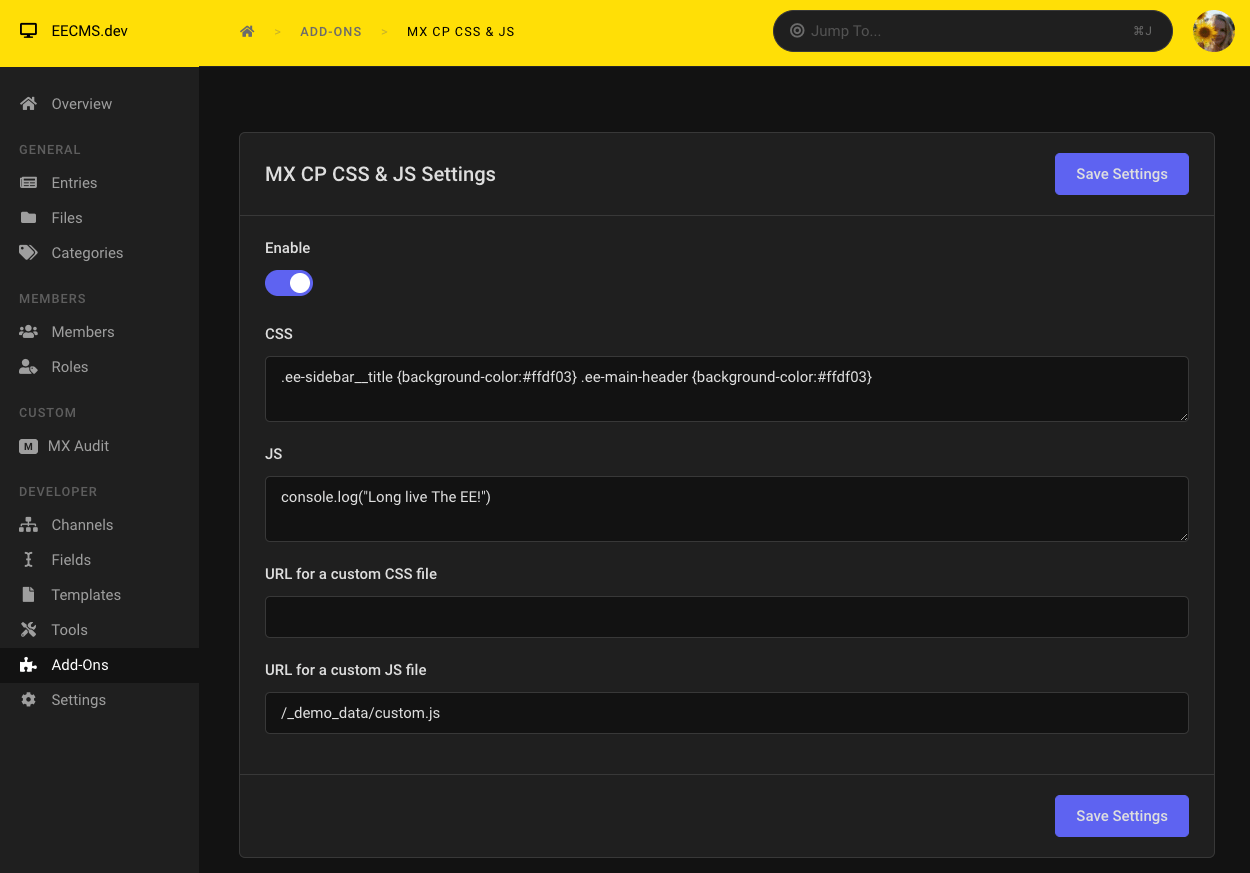 EECMS.dev
> ADD-ONS > MX CP CSS & JS
Jump To... ⌘J
Overview
GENERAL
Entries
Files
Categories
MEMBERS
Members
Roles
CUSTOM
M MX Audit
DEVELOPER
Channels
Fields
Templates
Tools
Add-Ons
Settings
MX CP CSS & JS Settings
Save Settings
Enable
CSS
.ee-sidebar__title {background-color:#ffdf03} .ee-main-header {background-color:#ffdf03}
JS
console.log("Long live The EE!")
URL for a custom CSS file
URL for a custom JS file
/_demo_data/custom.js
Save Settings